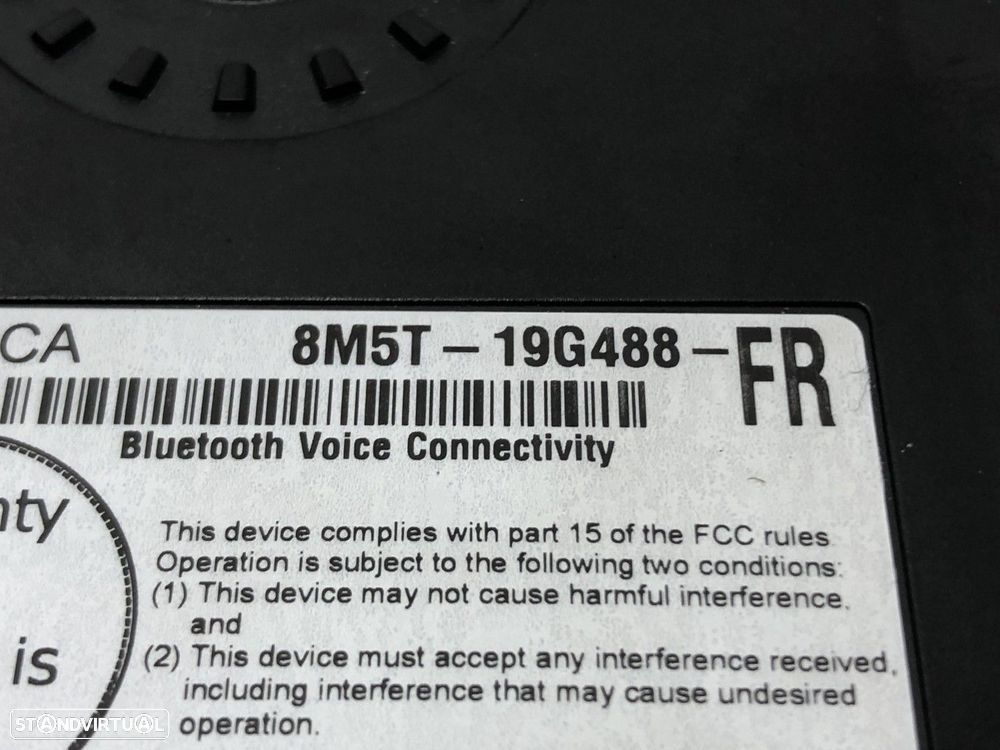 CA 8M5T – 19G488 – FR
Bluetooth Voice Connectivity
This device complies with part 15 of the FCC rules
Operation is subject to the following two conditions:
(1) This device may not cause harmful interference.
and
(2) This device must accept any interference received,
including interference that may cause undesired
operation.
nty
is
STANDVIRTUAL